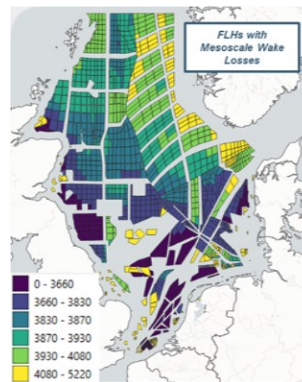 FLHs with
Mesoscale Wake
Losses
0 - 3660
3660 - 3830
3830 - 3870
3870 - 3930
3930 - 4080
4080 - 5220